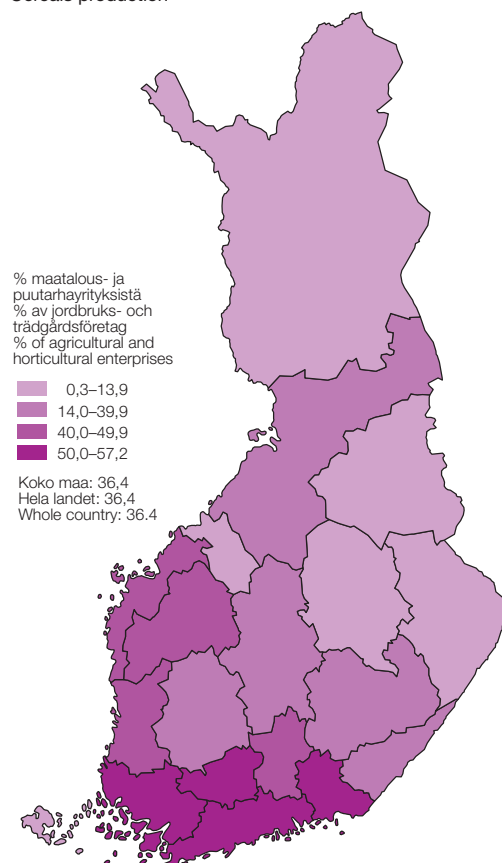 Cereals production
% maatalous- ja
puutarhayrityksistä
% av jordbruks- och
trädgårdsföretag
% of agricultural and
horticultural enterprises
0,3–13,9
14,0–39,9
40,0–49,9
50,0–57,2
Koko maa: 36,4
Hela landet: 36,4
Whole country: 36.4